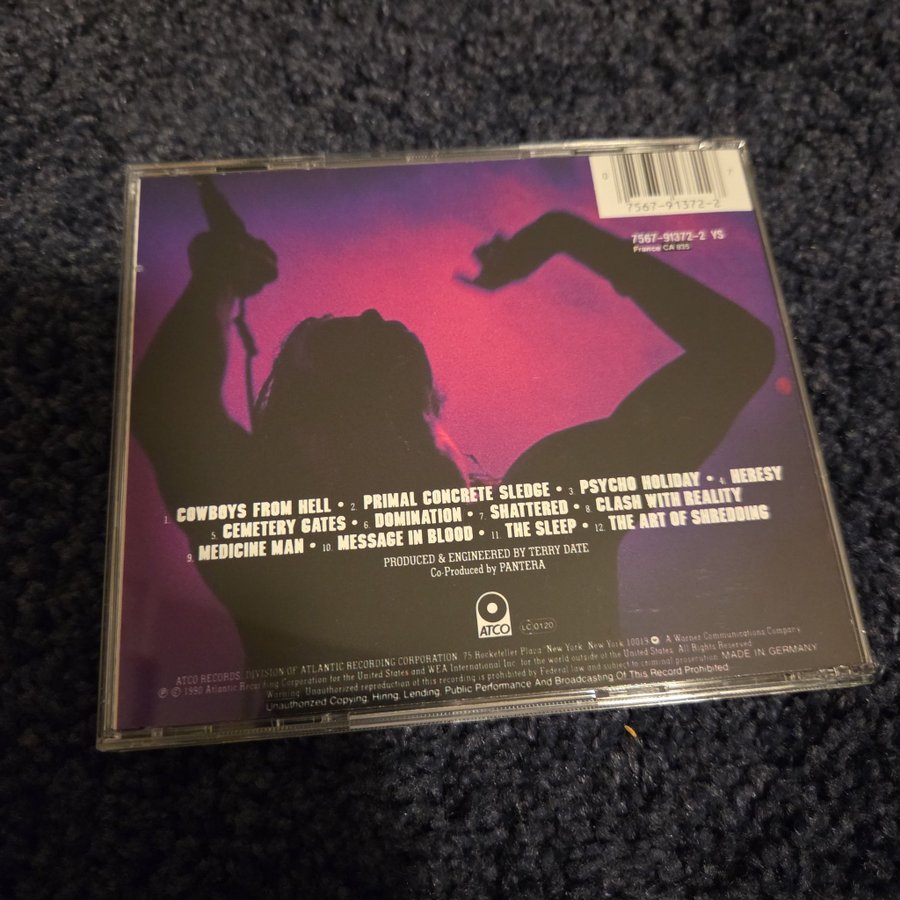 0 7
7567-91372-2
7567-91372-2 YS
France CA 835
1. COWBOYS FROM HELL • 2. PRIMAL CONCRETE SLEDGE • 3. PSYCHO HOLIDAY • 4. HERESY
5. CEMETERY GATES • 6. DOMINATION • 7. SHATTERED • 8. CLASH WITH REALITY
9. MEDICINE MAN • 10. MESSAGE IN BLOOD • 11. THE SLEEP • 12. THE ART OF SHREDDING
PRODUCED & ENGINEERED BY TERRY DATE
Co-Produced by PANTERA
ATCO
LC 0120
ATCO RECORDS, DIVISION OF ATLANTIC RECORDING CORPORATION, 75 Rockefeller Plaza, New York, New York 10019 A Warner Communications Company
℗ © 1990 Atlantic Recording Corporation for the United States and WEA International Inc. for the world outside of the United States. All Rights Reserved
Warning: Unauthorized reproduction of this recording is prohibited by Federal law and subject to criminal prosecution. MADE IN GERMANY
Unauthorized Copying, Hiring, Lending, Public Performance And Broadcasting Of This Record Prohibited.